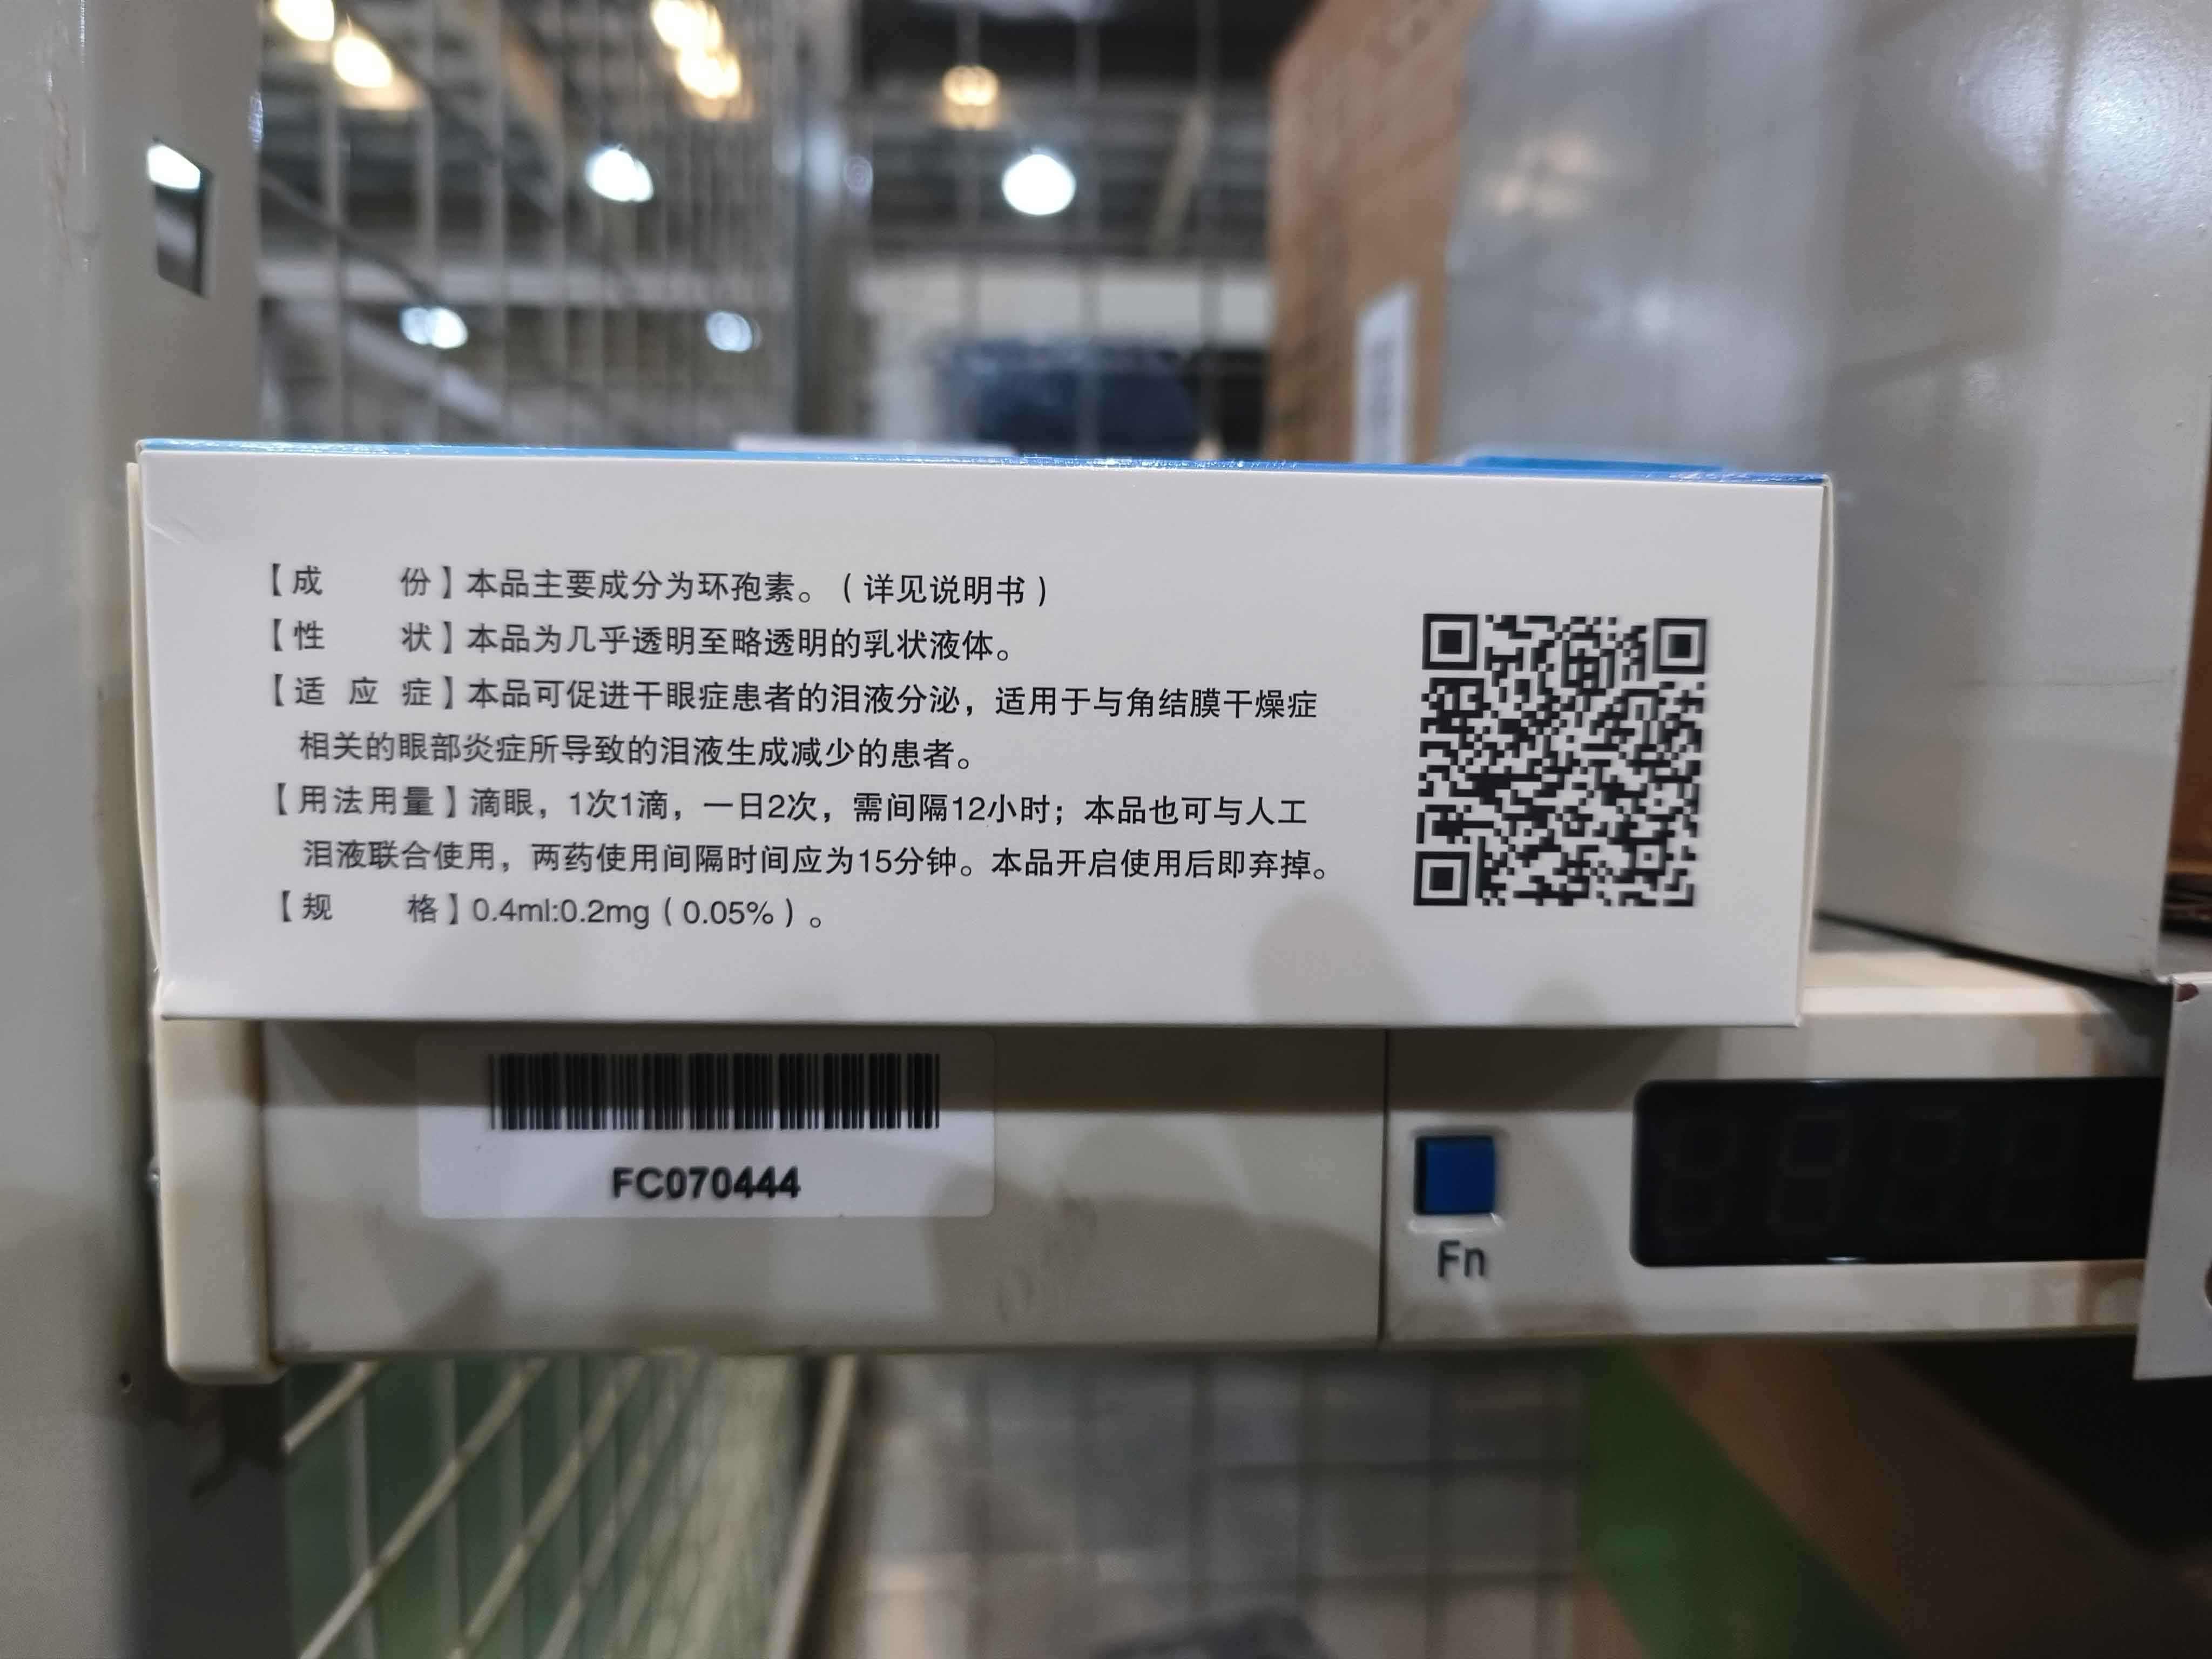 【成份】本品主要成分为环孢素。(详见说明书)
【性状】本品为几乎透明至略透明的乳状液体。
【适应症】本品可促进干眼症患者的泪液分泌，适用于与角结膜干燥症
相关的眼部炎症所导致的泪液生成减少的患者。
【用法用量】滴眼，1次1滴，一日2次，需间隔12小时；本品也可与人工
泪液联合使用，两药使用间隔时间应为15分钟。本品开启使用后即弃掉。
【规格】0.4ml:0.2mg(0.05%)。
FC070444
Fn